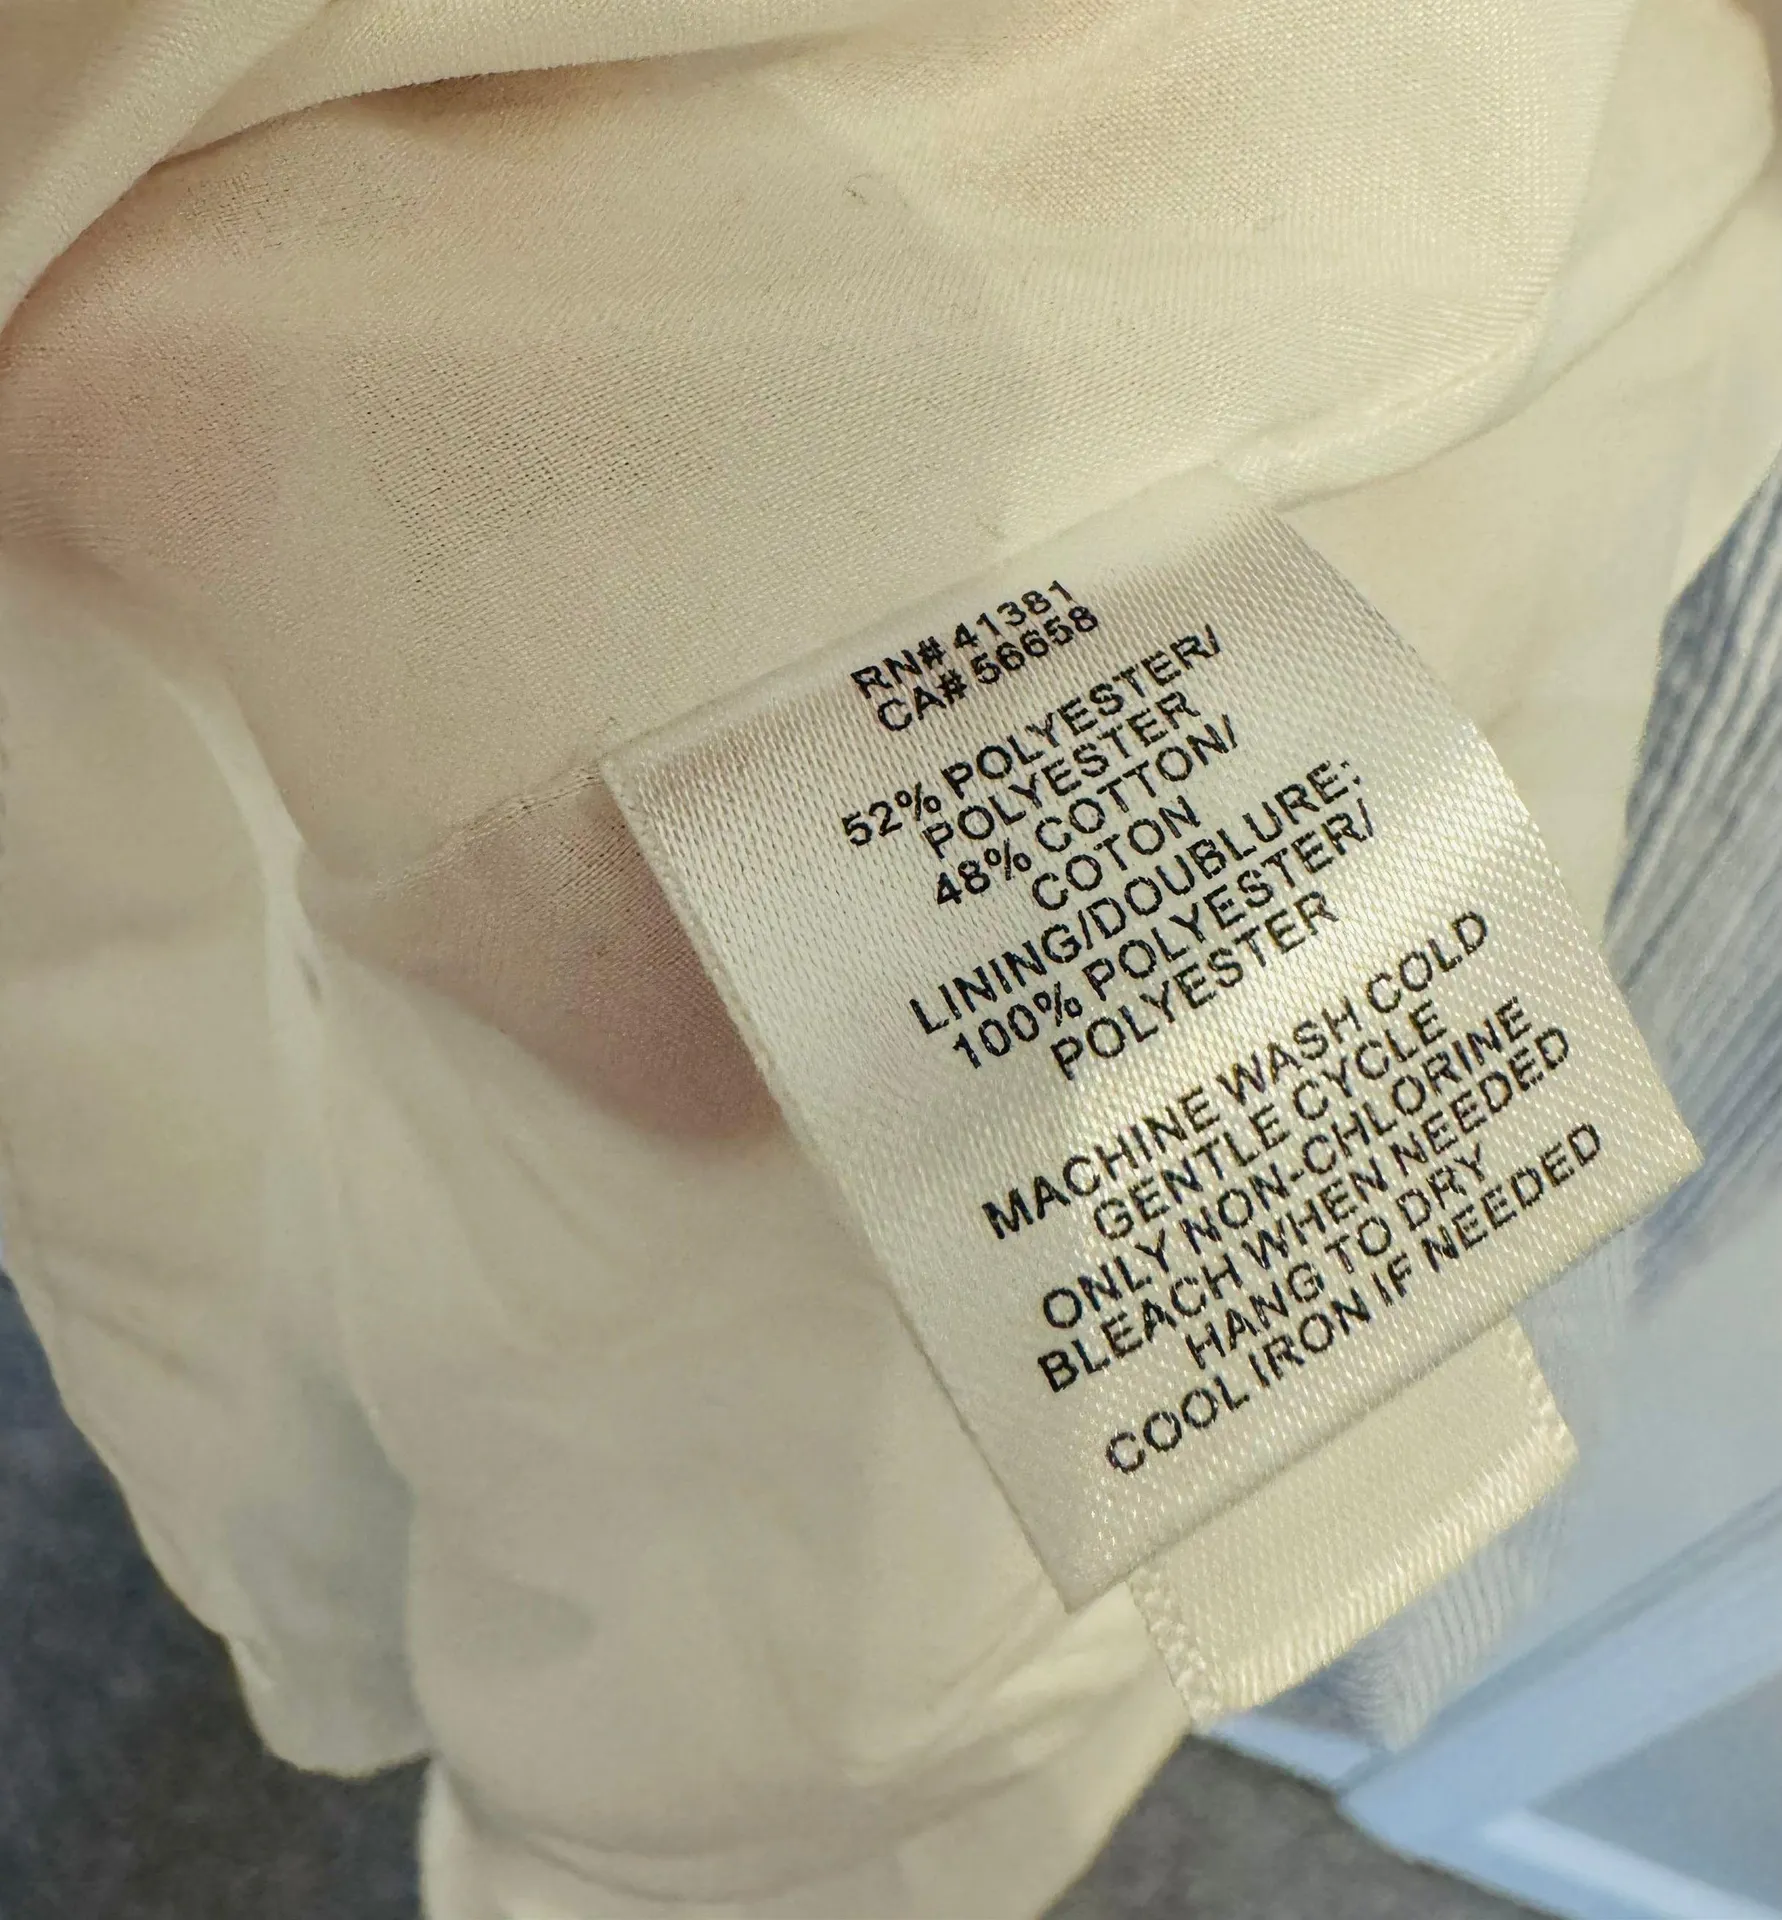 RN# 41381
CA# 56658
52% POLYESTER/
POLYESTER
48% COTTON/
COTON
LINING/DOUBLURE:
100% POLYESTER/
POLYESTER
MACHINE WASH COLD
GENTLE CYCLE
ONLY NON-CHLORINE
BLEACH WHEN NEEDED
HANG TO DRY
COOL IRON IF NEEDED